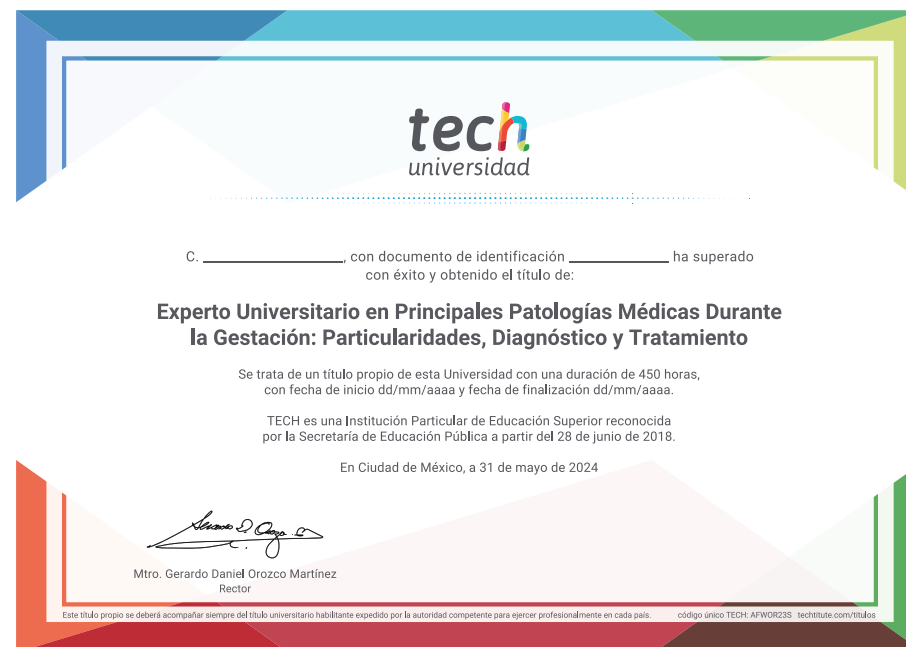 tech
universidad
C. ____________________, con documento de identificación ______________ ha superado
con éxito y obtenido el título de:
Experto Universitario en Principales Patologías Médicas Durante
la Gestación: Particularidades, Diagnóstico y Tratamiento
Se trata de un título propio de esta Universidad con una duración de 450 horas,
con fecha de inicio dd/mm/aaaa y fecha de finalización dd/mm/aaaa.
TECH es una Institución Particular de Educación Superior reconocida
por la Secretaría de Educación Pública a partir del 28 de junio de 2018.
En Ciudad de México, a 31 de mayo de 2024
Mtro. Gerardo Daniel Orozco Martínez
Rector
Este título propio se deberá acompañar siempre del título universitario habilitante expedido por la autoridad competente para ejercer profesionalmente en cada país. código único TECH: AFWOR23S techtitute.com/títulos